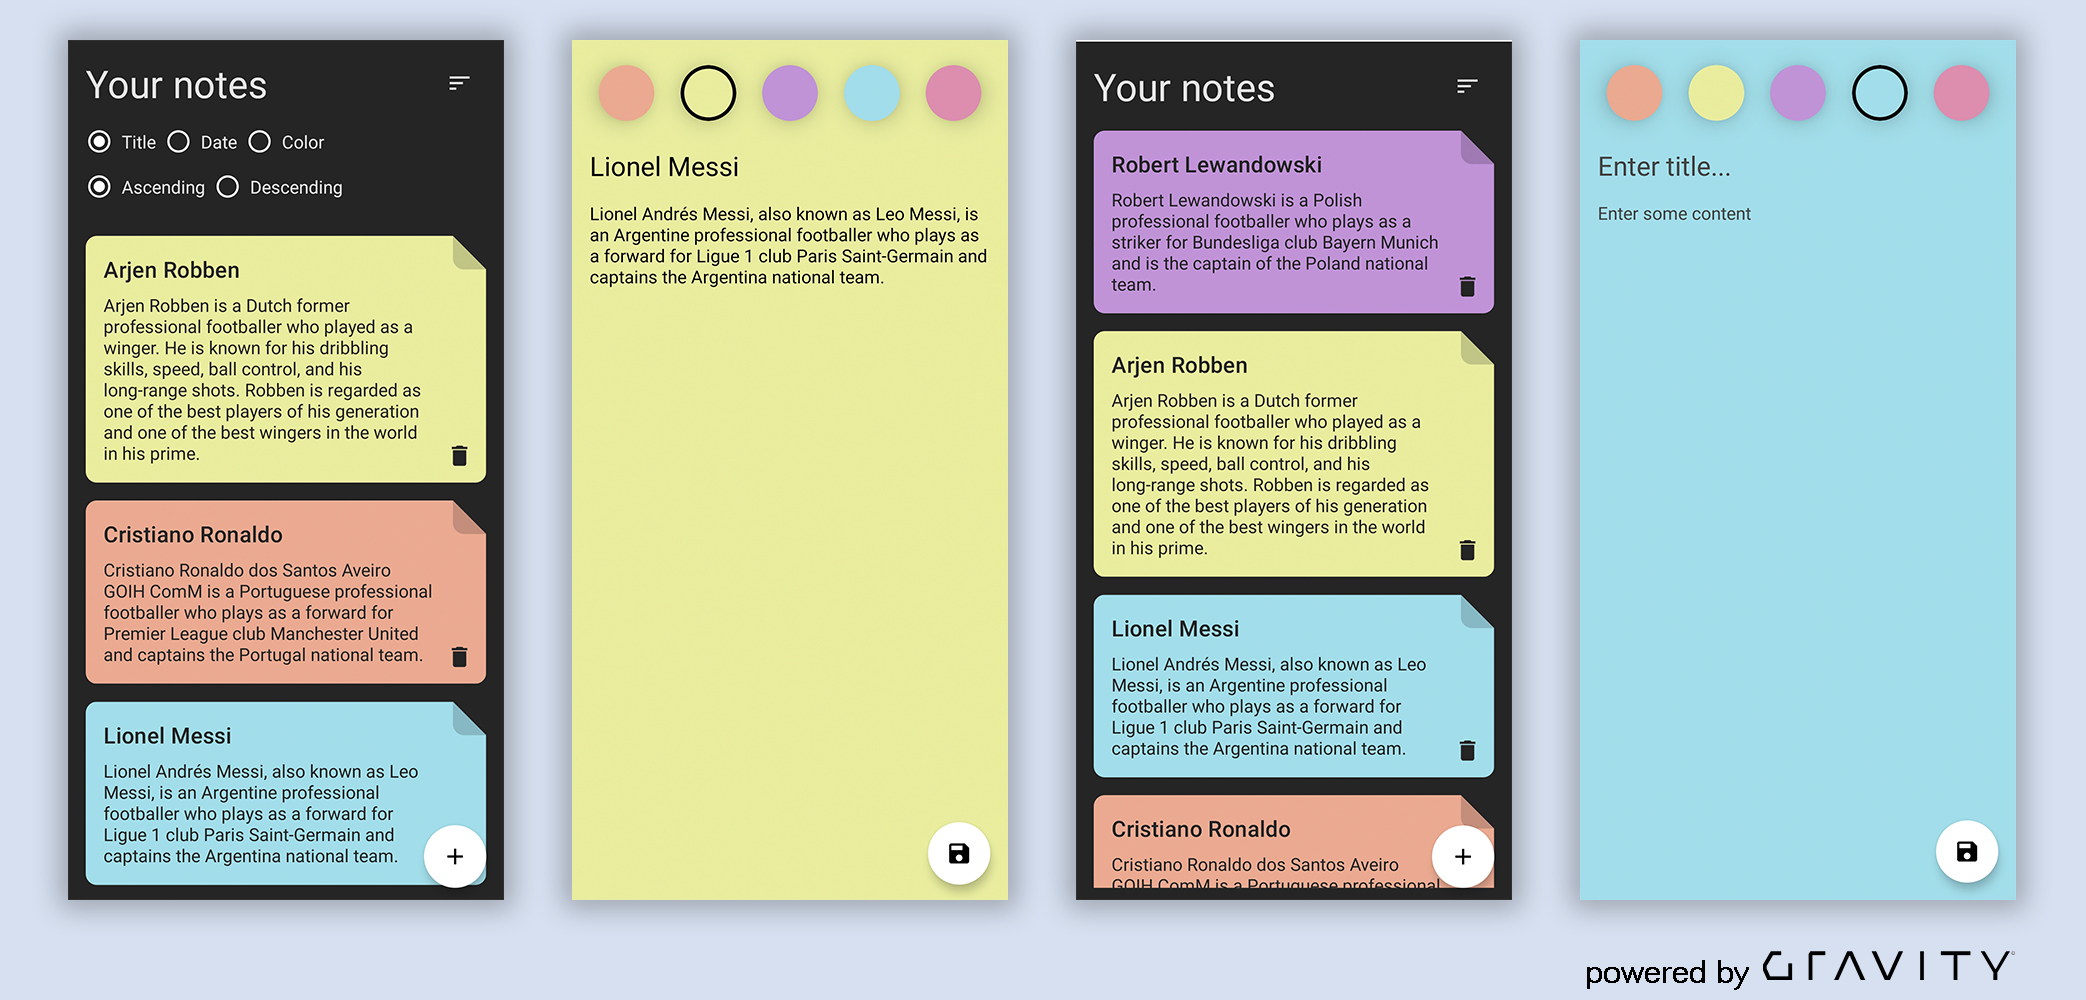 Your notes
Title Date Color
Ascending Descending
Arjen Robben
Arjen Robben is a Dutch former
professional footballer who played as a
winger. He is known for his dribbling
skills, speed, ball control, and his
long-range shots. Robben is regarded as
one of the best players of his generation
and one of the best wingers in the world
in his prime.
Cristiano Ronaldo
Cristiano Ronaldo dos Santos Aveiro
GOIH ComM is a Portuguese professional
footballer who plays as a forward for
Premier League club Manchester United
and captains the Portugal national team.
Lionel Messi
Lionel Andrés Messi, also known as Leo
Messi, is an Argentine professional
footballer who plays as a forward for
Ligue 1 club Paris Saint-Germain and
captains the Argentina national team.
Lionel Messi
Lionel Andrés Messi, also known as Leo Messi, is
an Argentine professional footballer who plays as
a forward for Ligue 1 club Paris Saint-Germain and
captains the Argentina national team.
Your notes
Robert Lewandowski
Robert Lewandowski is a Polish
professional footballer who plays as a
striker for Bundesliga club Bayern Munich
and is the captain of the Poland national
team.
Arjen Robben
Arjen Robben is a Dutch former
professional footballer who played as a
winger. He is known for his dribbling
skills, speed, ball control, and his
long-range shots. Robben is regarded as
one of the best players of his generation
and one of the best wingers in the world
in his prime.
Lionel Messi
Lionel Andrés Messi, also known as Leo
Messi, is an Argentine professional
footballer who plays as a forward for
Ligue 1 club Paris Saint-Germain and
captains the Argentina national team.
Cristiano Ronaldo
Cristiano Ronaldo dos Santos Aveiro
GOIH ComM is a Portuguese professional
Enter title...
Enter some content
powered by GRAVITY